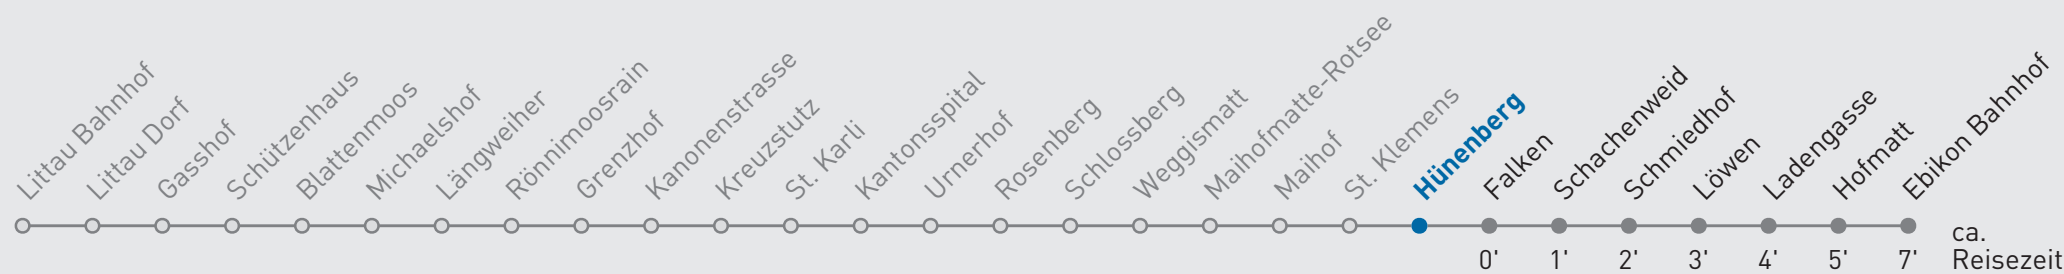 Littau Bahnhof
Littau Dorf
Gasshof
Schützenhaus
Blattenmoos
Michaelshof
Längweiher
Rönnimoosrain
Grenzhof
Kanonenstrasse
Kreuzstutz
St. Karli
Kantonsspital
Urnerhof
Rosenberg
Schlossberg
Weggismatt
Maihofmatte-Rotsee
Maihof
St. Klemens
Hünenberg
Falken
Schachenweid
Schmiedhof
Löwen
Ladengasse
Hofmatt
Ebikon Bahnhof
0' 1' 2' 3' 4' 5' 7'
ca.
Reisezeit